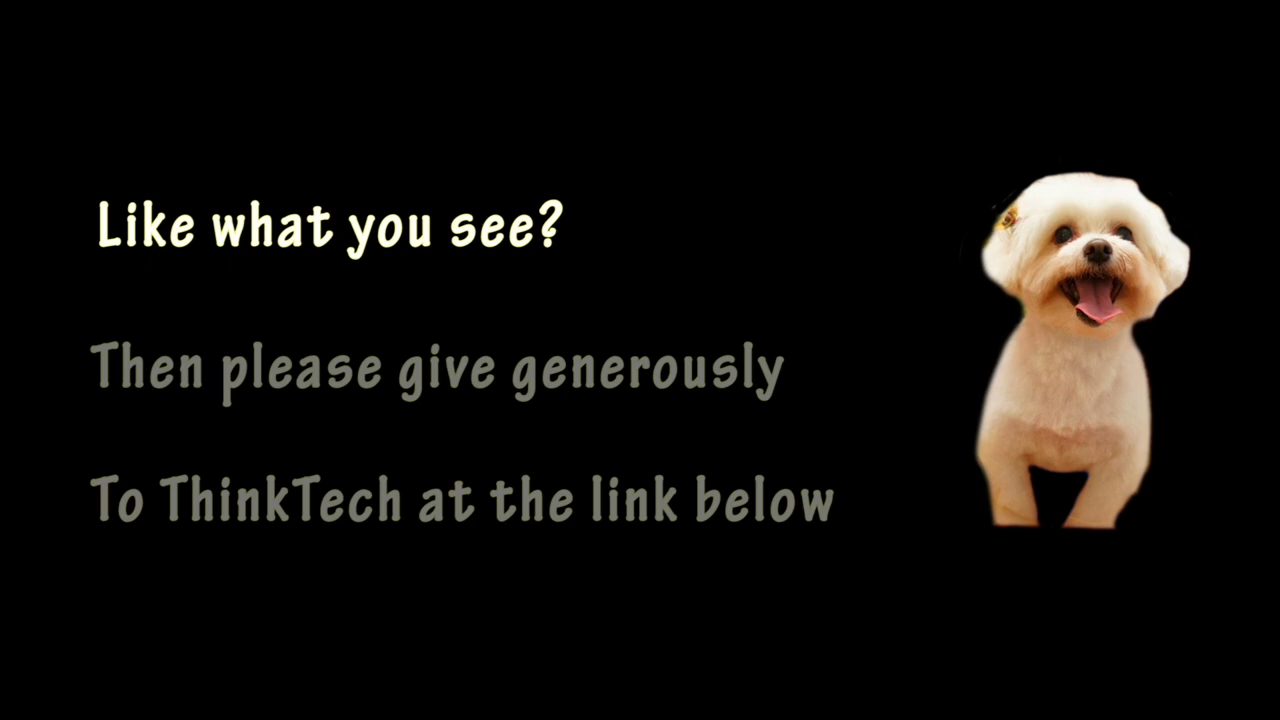 Like what you see?
Then please give generously
To ThinkTech at the link below